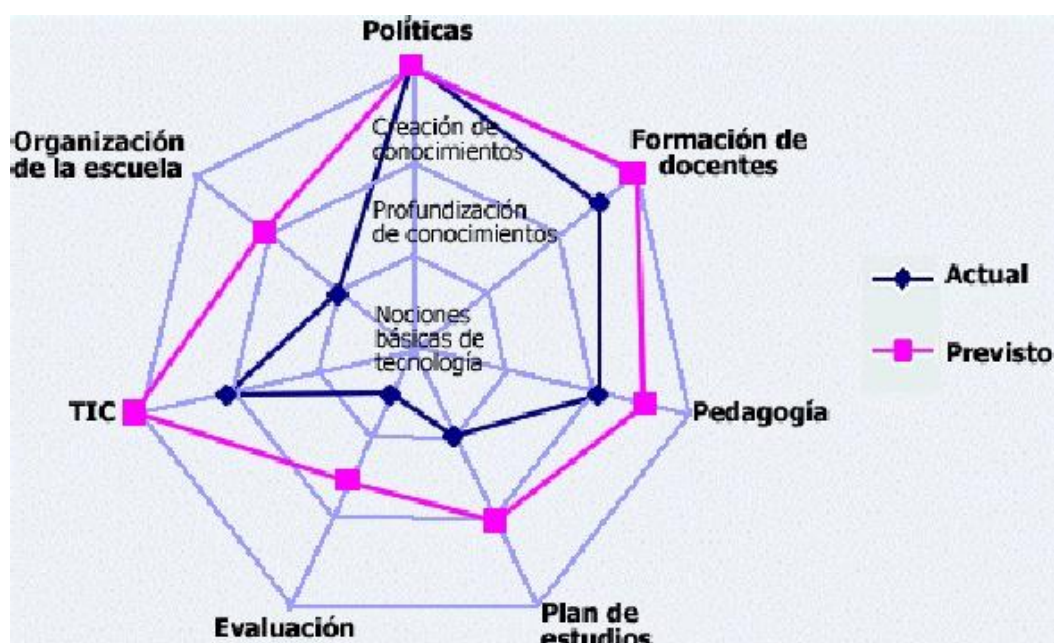 Políticas
Creación de
conocimientos
Organización
de la escuela
Formación de
docentes
Profundización
de conocimientos
Actual
Nociones
básicas de
tecnología
Previsto
TIC
Pedagogía
Evaluación
Plan de
estudios